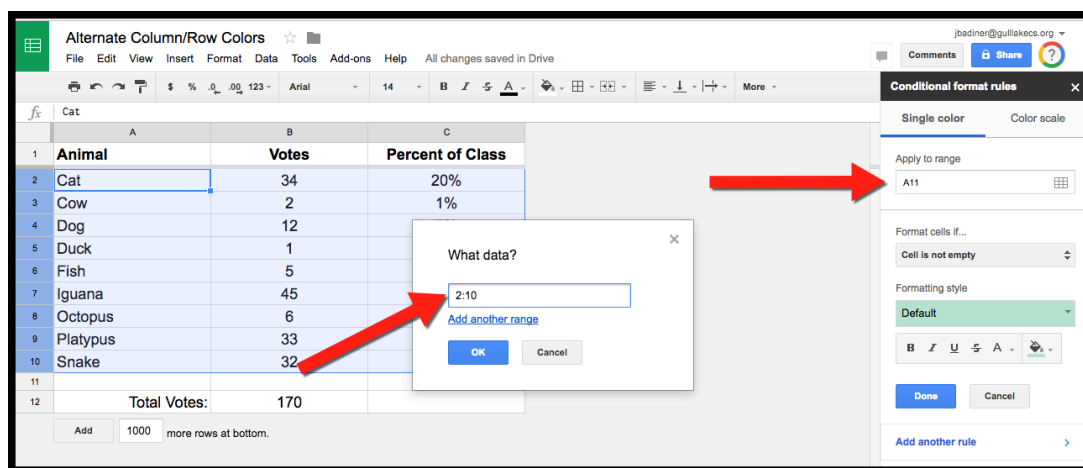 Alternate Column/Row Colors
jbadiner@gulllakecs.org
File Edit View Insert Format Data Tools Add-ons Help All changes saved in Drive
Comments Share ?
$ % .0 .00 123 Arial 14 B I S A More
Conditional format rules x
fx Cat
Single color Color scale
A B C
1 Animal Votes Percent of Class
Apply to range
2 Cat 34 20%
A11
3 Cow 2 1%
4 Dog 12
Format cells if...
5 Duck 1
What data?
Cell is not empty
6 Fish 5
7 Iguana 45
2:10
Formatting style
8 Octopus 6
Add another range
Default
9 Platypus 33
B I U S A
10 Snake 32
OK Cancel
11
12 Total Votes: 170
Done Cancel
Add 1000 more rows at bottom.
Add another rule